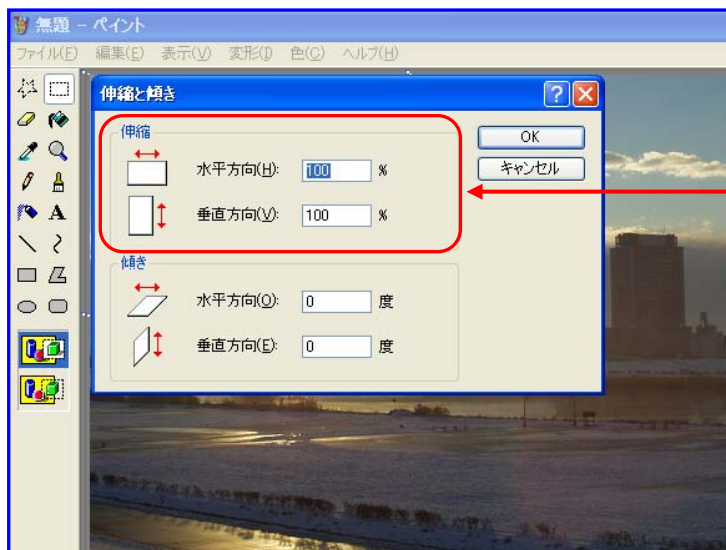 無題 - ペイント
ファイル(F) 編集(E) 表示(V) 変形(I) 色(C) ヘルプ(H)
伸縮と傾き
伸縮
水平方向(H): 100 %
垂直方向(V): 100 %
OK
キャンセル
傾き
水平方向(O): 0 度
垂直方向(E): 0 度
A